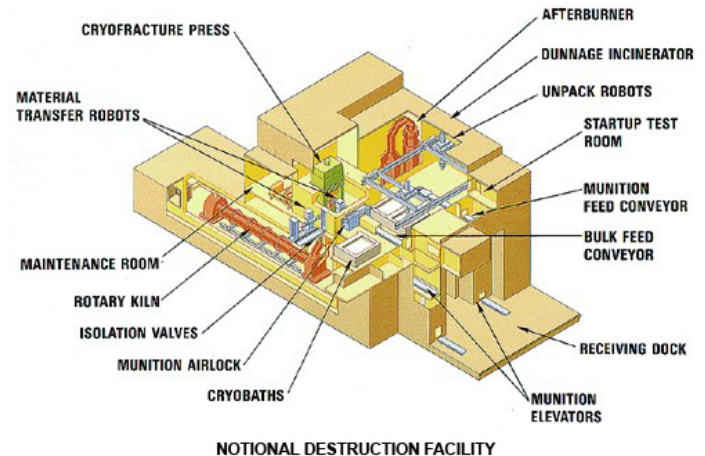 AFTERBURNER
CRYOFRACTURE PRESS
DUNNAGE INCINERATOR
UNPACK ROBOTS
MATERIAL
TRANSFER ROBOTS
STARTUP TEST
ROOM
MUNITION
FEED CONVEYOR
BULK FEED
CONVEYOR
MAINTENANCE ROOM
ROTARY KILN
ISOLATION VALVES
MUNITION AIRLOCK
CRYOBATHS
RECEIVING DOCK
MUNITION
ELEVATORS
NOTIONAL DESTRUCTION FACILITY